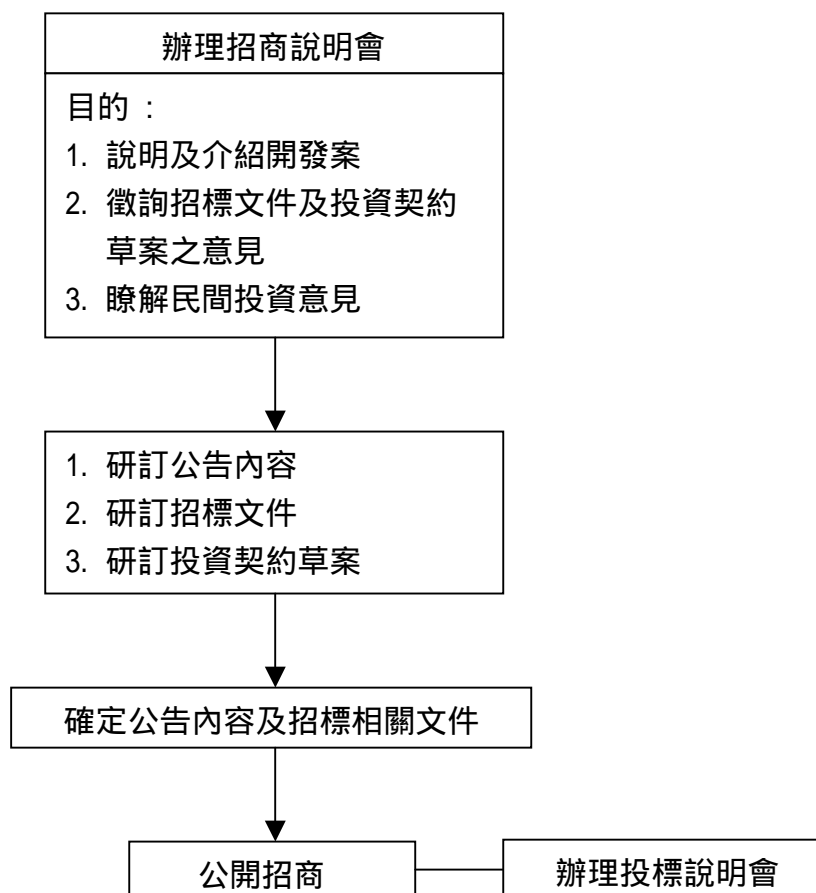 辦理招商說明會
目的 :
1. 說明及介紹開發案
2. 徵詢招標文件及投資契約
草案之意見
3. 瞭解民間投資意見
1. 研訂公告內容
2. 研訂招標文件
3. 研訂投資契約草案
確定公告內容及招標相關文件
公開招商
辦理投標說明會